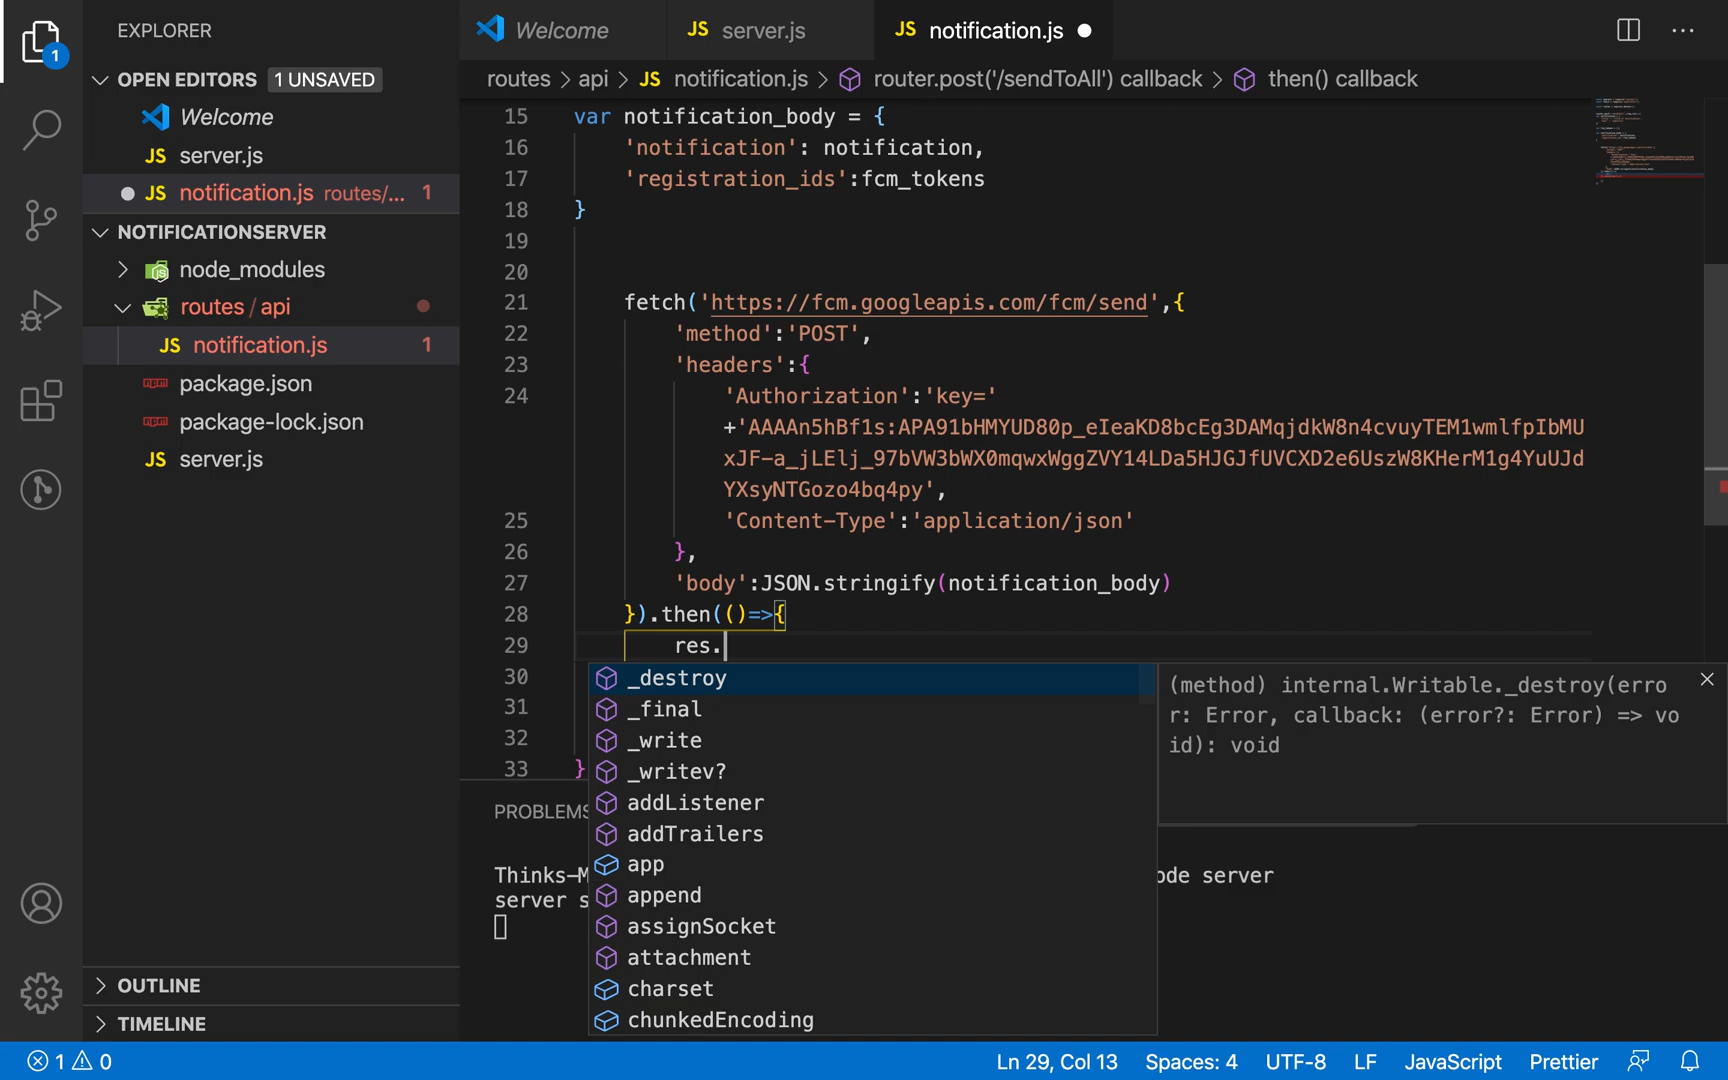 EXPLORER
Welcome
JS server.js
JS notification.js
1
OPEN EDITORS 1 UNSAVED
routes > api > JS notification.js > router.post('/sendToAll') callback > then() callback
Welcome
JS server.js
JS notification.js routes/... 1
NOTIFICATIONSERVER
node_modules
routes / api
JS notification.js 1
package.json
package-lock.json
JS server.js
OUTLINE
TIMELINE
15 var notification_body = {
16 'notification': notification,
17 'registration_ids':fcm_tokens
18 }
19
20
21 fetch('https://fcm.googleapis.com/fcm/send',{
22 'method':'POST',
23 'headers':{
24 'Authorization':'key='
+'AAAAn5hBf1s:APA91bHMYUD80p_eIeaKD8bcEg3DAMqjdkW8n4cvuyTEM1wmlfpIbMU
xJF-a_jLElj_97bVW3bWX0mqwxWggZVY14LDa5HJGJfUVCXD2e6UszW8KHerM1g4YuUJd
YXsyNTGozo4bq4py',
25 'Content-Type':'application/json'
26 },
27 'body':JSON.stringify(notification_body)
28 }).then(()=>{
29 res.
30
31
32
33 }
_destroy
_final
_write
_writev?
addListener
addTrailers
app
append
assignSocket
attachment
charset
chunkedEncoding
(method) internal.Writable._destroy(erro
r: Error, callback: (error?: Error) => vo
id): void
PROBLEMS
Thinks-M
ode server
server s
1 0
Ln 29, Col 13 Spaces: 4 UTF-8 LF JavaScript Prettier